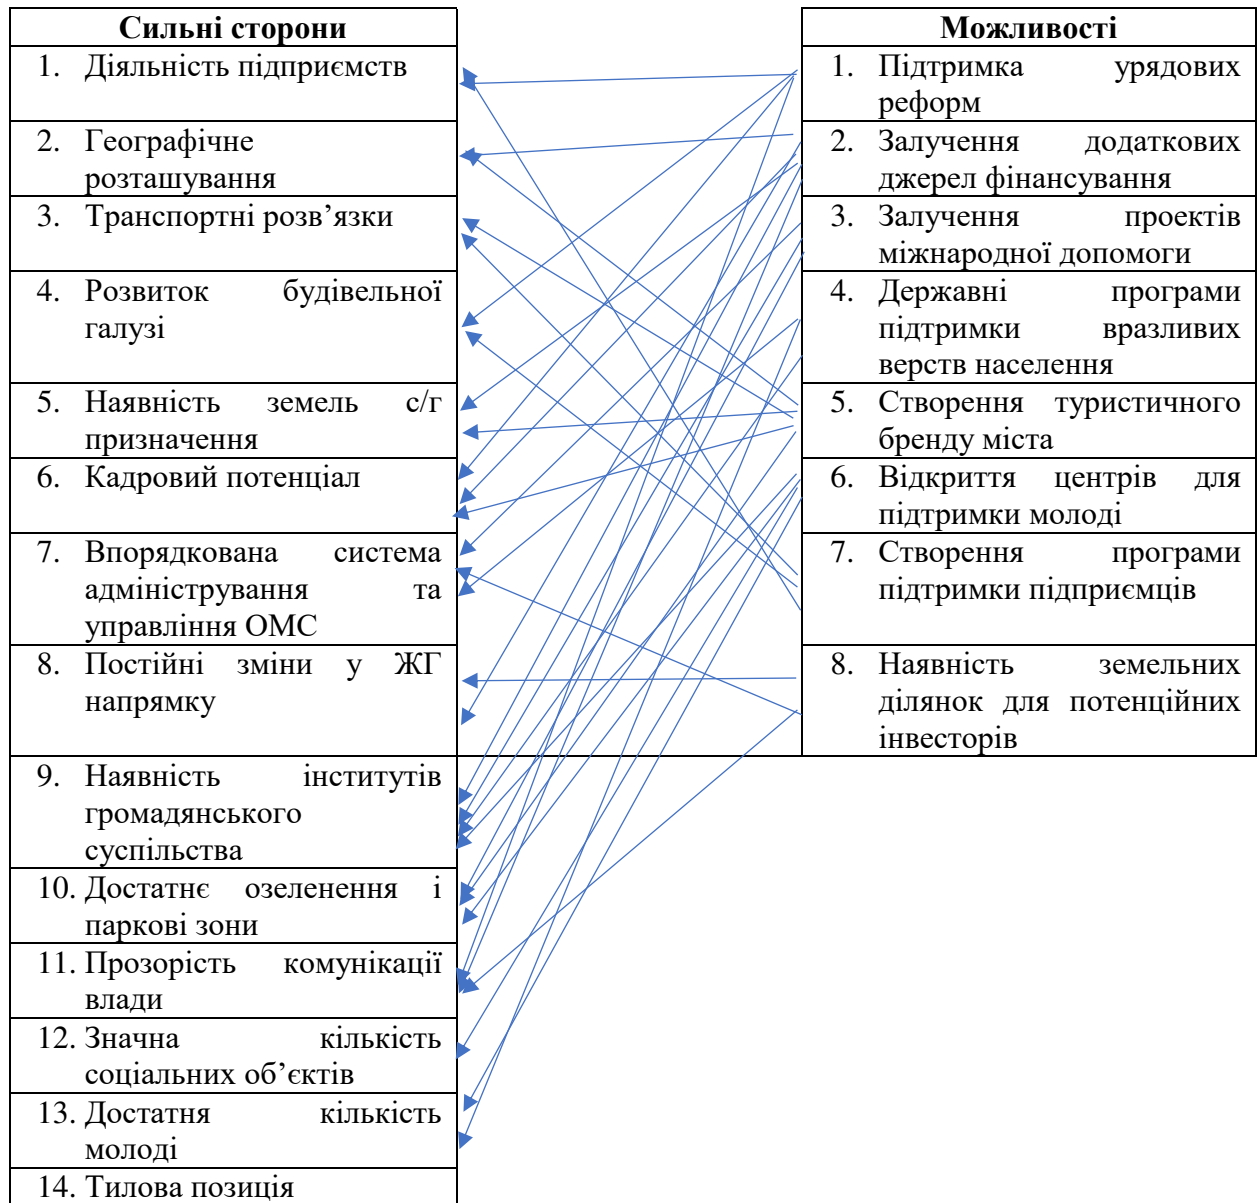 Сильні сторони
1. Діяльність підприємств
2. Географічне
розташування
3. Транспортні розв’язки
4. Розвиток будівельної
галузі
5. Наявність земель с/г
призначення
6. Кадровий потенціал
7. Впорядкована система
адміністрування та
управління ОМС
8. Постійні зміни у ЖГ
напрямку
9. Наявність інститутів
громадянського
суспільства
10. Достатнє озеленення і
паркові зони
11. Прозорість комунікації
влади
12. Значна кількість
соціальних об’єктів
13. Достатня кількість
молоді
14. Тилова позиція
Можливості
1. Підтримка урядових
реформ
2. Залучення додаткових
джерел фінансування
3. Залучення проектів
міжнародної допомоги
4. Державні програми
підтримки вразливих
верств населення
5. Створення туристичного
бренду міста
6. Відкриття центрів для
підтримки молоді
7. Створення програми
підтримки підприємців
8. Наявність земельних
ділянок для потенційних
інвесторів